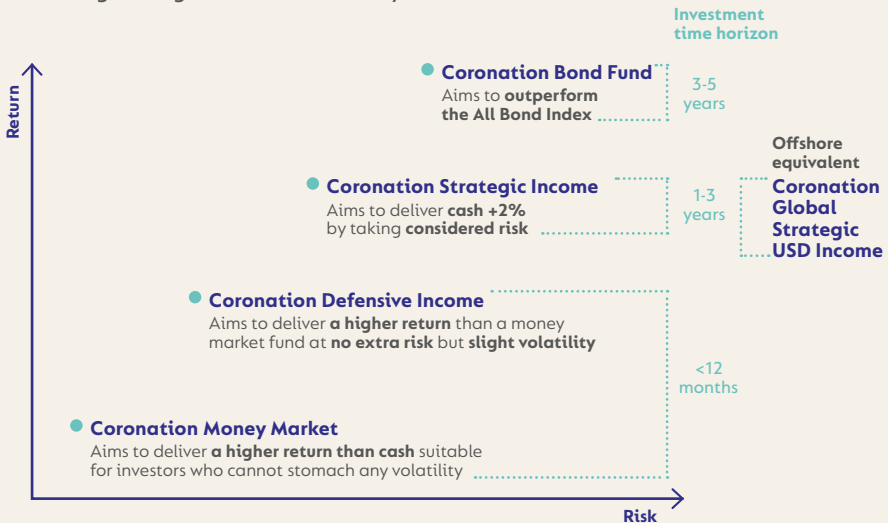 Investment
time horizon
Return
Coronation Bond Fund
Aims to outperform
the All Bond Index
3-5
years
Offshore
equivalent
Coronation
Global
Strategic
USD Income
Coronation Strategic Income
Aims to deliver cash +2%
by taking considered risk
1-3
years
Coronation Defensive Income
Aims to deliver a higher return than a money
market fund at no extra risk but slight volatility
<12
months
Coronation Money Market
Aims to deliver a higher return than cash suitable
for investors who cannot stomach any volatility
Risk